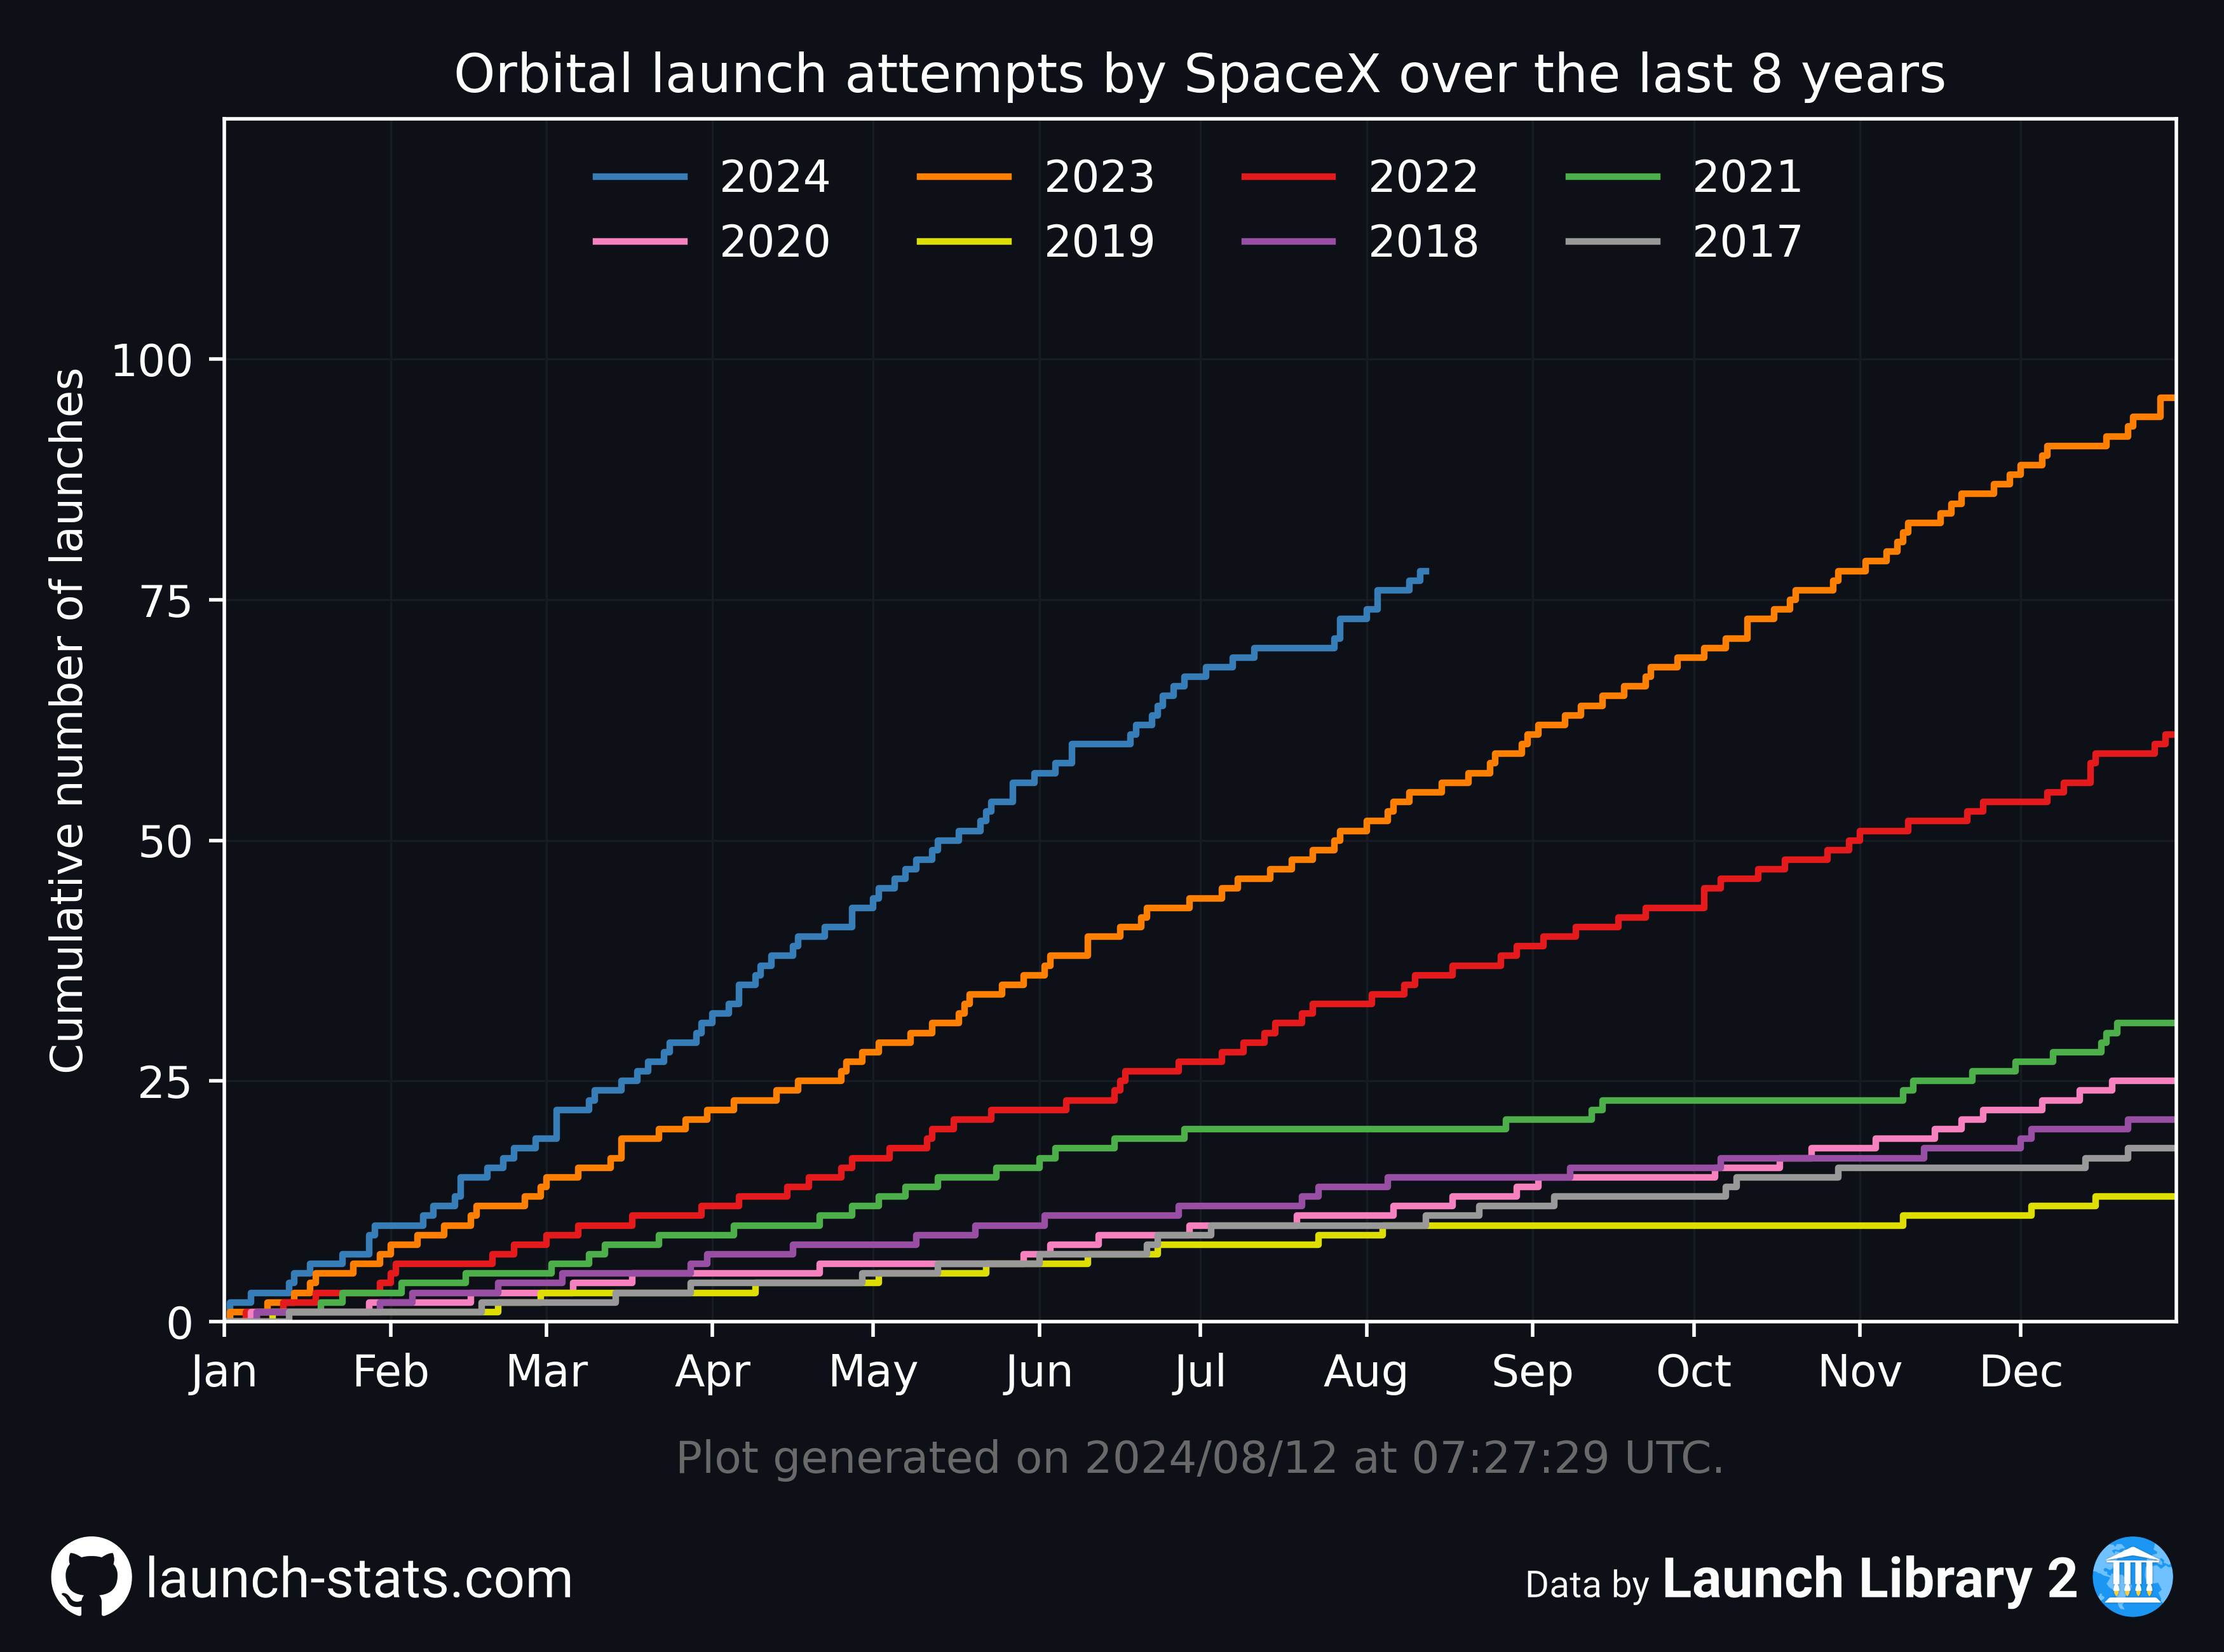 Orbital launch attempts by SpaceX over the last 8 years
2024 2023 2022 2021
2020 2019 2018 2017
Cumulative number of launches
100
75
50
25
0
Jan Feb Mar Apr May Jun Jul Aug Sep Oct Nov Dec
Plot generated on 2024/08/12 at 07:27:29 UTC.
launch-stats.com
Data by Launch Library 2